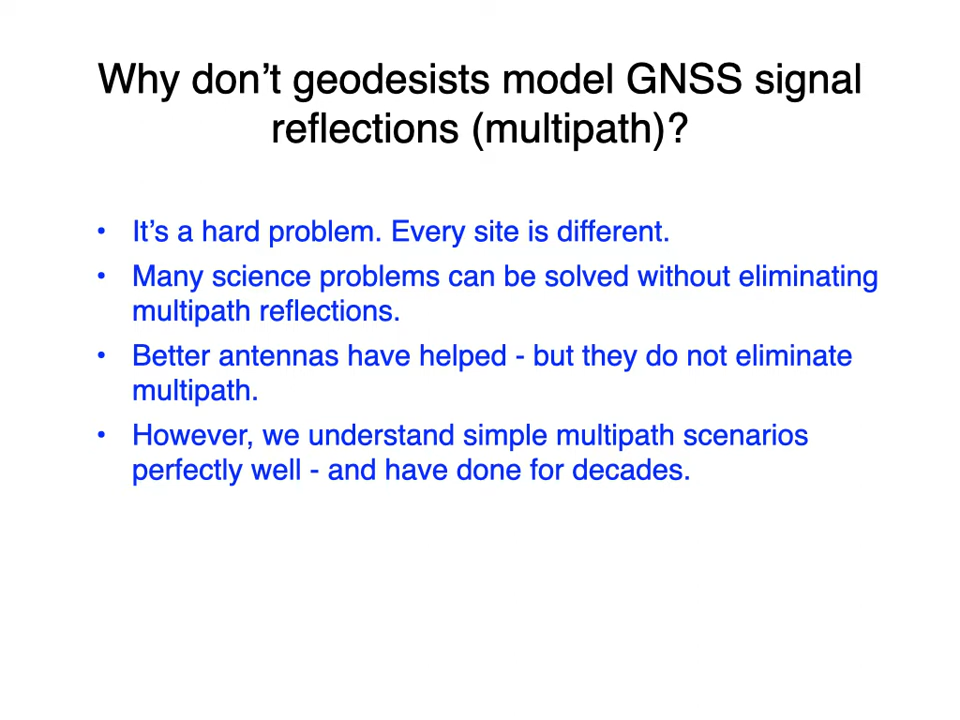 Why don’t geodesists model GNSS signal
reflections (multipath)?
• It’s a hard problem. Every site is different.
• Many science problems can be solved without eliminating
multipath reflections.
• Better antennas have helped - but they do not eliminate
multipath.
• However, we understand simple multipath scenarios
perfectly well - and have done for decades.